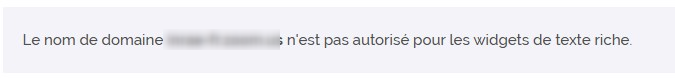 Le nom de domaine n'est pas autorisé pour les widgets de texte riche.